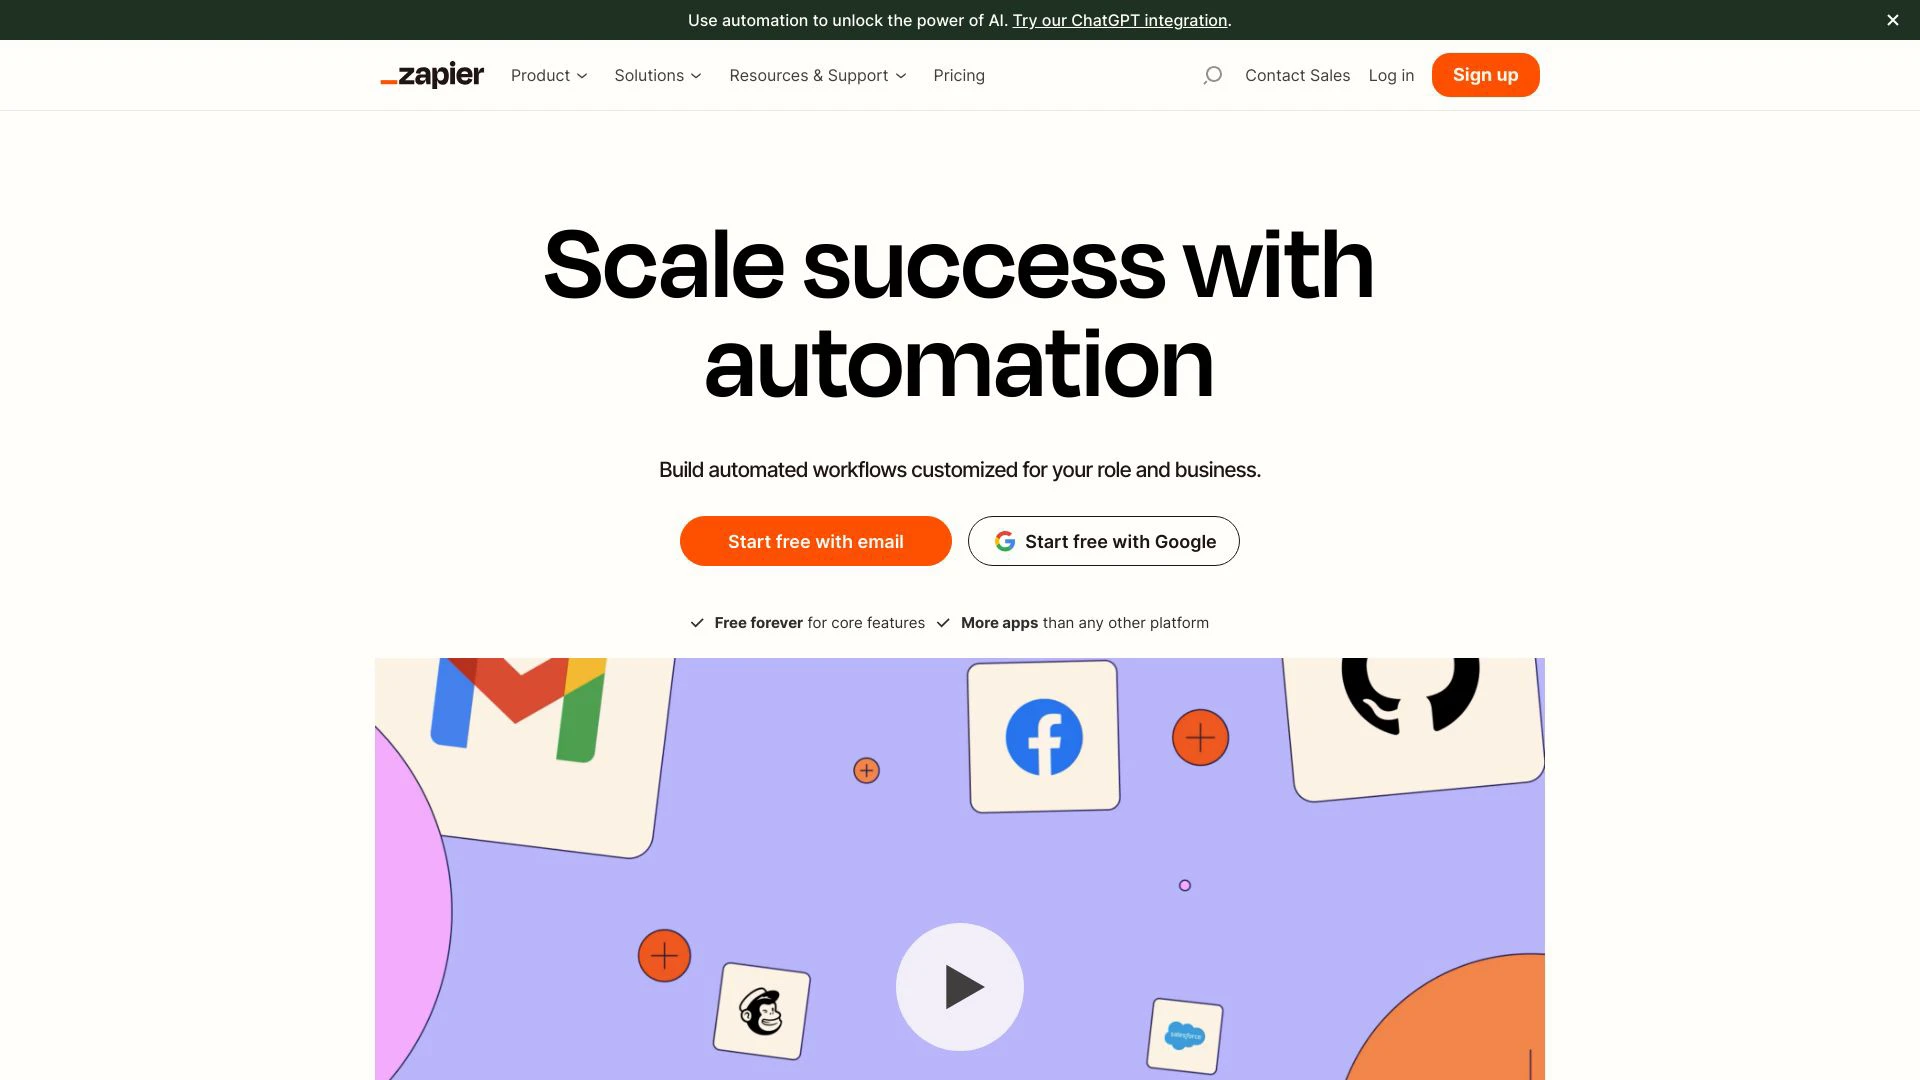 Use automation to unlock the power of AI. Try our ChatGPT integration.
zapier
Product
Solutions
Resources & Support
Pricing
Contact Sales
Log in
Sign up
Scale success with
automation
Build automated workflows customized for your role and business.
Start free with email
Start free with Google
Free forever for core features
More apps than any other platform
salesforce